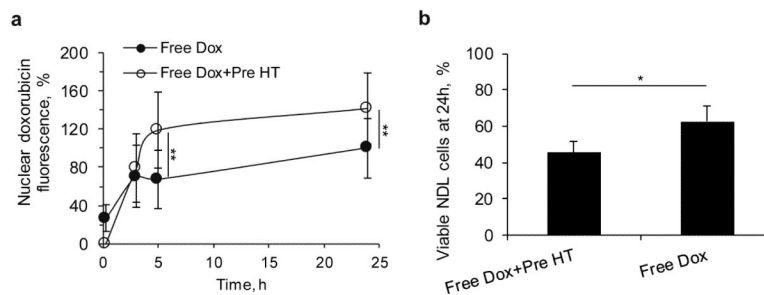 a
Free Dox
Free Dox+Pre HT
Nuclear doxorubicin
fluorescence, %
200
160
120
80
40
0
**
**
0
5
10
15
20
25
Time, h
b
Viable NDL cells at 24h, %
100
80
60
40
20
0
*
Free Dox+Pre HT
Free Dox